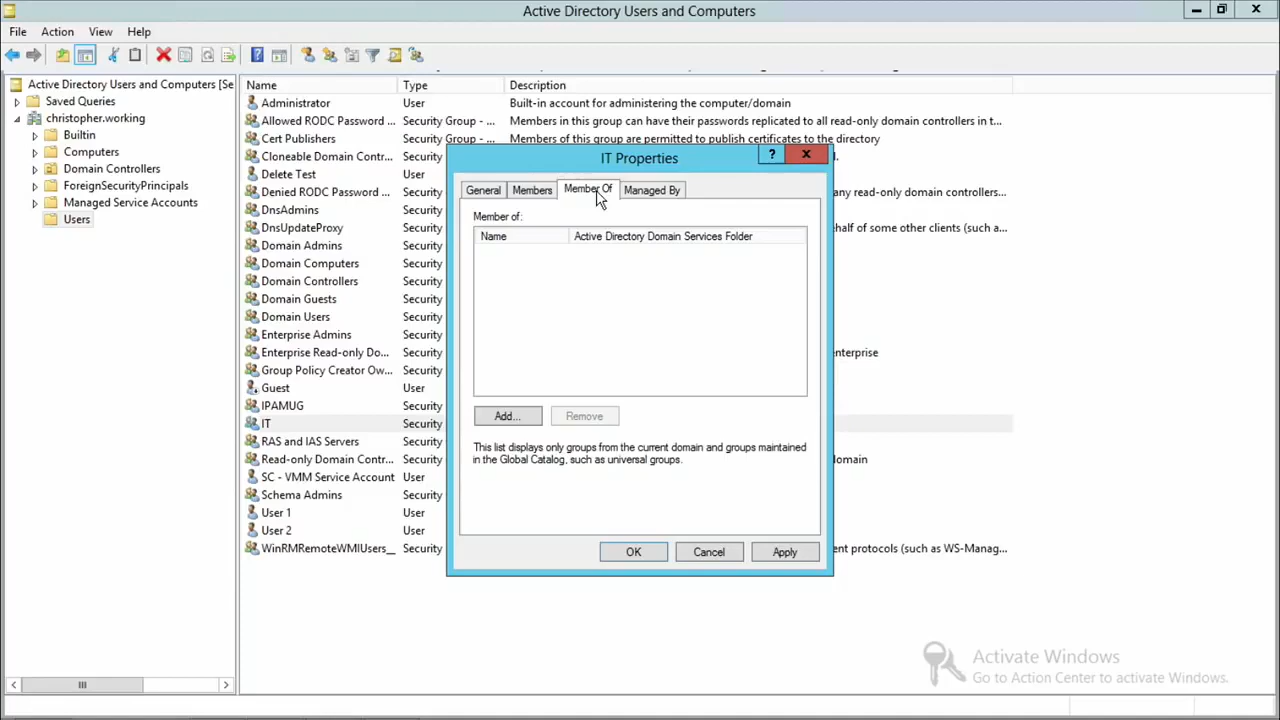 Active Directory Users and Computers
File Action View Help
Active Directory Users and Computers [Se
Saved Queries
christopher.working
Builtin
Computers
Domain Controllers
ForeignSecurityPrincipals
Managed Service Accounts
Users
Name Type Description
Administrator User Built-in account for administering the computer/domain
Allowed RODC Password ... Security Group - ... Members in this group can have their passwords replicated to all read-only domain controllers in t...
Cert Publishers Security Group - ... Members of this group are permitted to publish certificates to the directory
Cloneable Domain Contr... Security
Delete Test User
Denied RODC Password ... Security any read-only domain controllers...
DnsAdmins Security
DnsUpdateProxy Security half of some other clients (such a...
Domain Admins Security
Domain Computers Security
Domain Controllers Security
Domain Guests Security
Domain Users Security
Enterprise Admins Security
Enterprise Read-only Do... Security enterprise
Group Policy Creator Ow... Security
Guest User
IPAMUG Security
IT Security
RAS and IAS Servers Security
Read-only Domain Contr... Security domain
SC - VMM Service Account User
Schema Admins Security
User 1 User
User 2 User
WinRMRemoteWMIUsers__ Security ent protocols (such as WS-Manag...
IT Properties
General Members Member Of Managed By
Member of:
Name Active Directory Domain Services Folder
Add... Remove
This list displays only groups from the current domain and groups maintained
in the Global Catalog, such as universal groups.
OK Cancel Apply
Activate Windows
Go to Action Center to activate Windows.